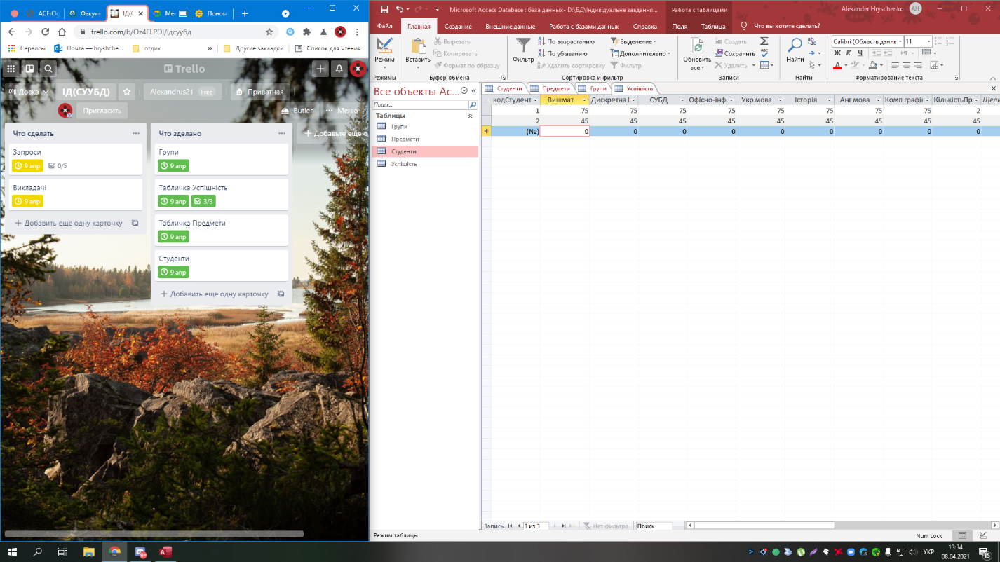 ACFrOg
Факуль
ІД(С
Мее
Поном
trello.com/b/Oz4FLPDI/ідсуубд
Сервисы
Почта — hryshche...
отдих
»
Другие закладки
Список для чтения
Trello
Доска
ІД(СУУБД)
Alexandrus21 Free
Приватная
Пригласить
Butler
... Меню
Что сделать
Запроси
9 апр
0/5
Викладачі
9 апр
+ Добавить еще одну карточку
Что зделано
Групи
9 апр
Табличка Успішність
9 апр
3/3
Табличка Предмети
9 апр
Студенти
9 апр
+ Добавить еще одну карточку
+ Добавьте еще о
Microsoft Access Database : база данных- D:\БД\Індивідуальне завдання...
Работа с таблицами
Alexander Hryschenko
AH
Файл
Главная
Создание
Внешние данные
Работа с базами данных
Справка
Поля
Таблица
Что вы хотите сделать?
Режим
Режимы
Вставить
Вырезать
Копировать
Формат по образцу
Буфер обмена
Фильтр
По возрастанию
По убыванию
Удалить сортировку
Выделение
Дополнительно
Фильтр
Сортировка и фильтр
Обновить
все
Создать
Сохранить
Удалить
Записи
Найти
Найти
Calibri (Область данн
11
Ж К Ч
Форматирование текста
Все объекты Ac...
Поиск...
Таблицы
Групи
Предмети
Студенти
Успішість
Студенти
Предмети
Групи
Успішість
кодСтудент
Вишмат
Дискретна І
СУБД
Офісно-інф
Укр мова
Історія
Анг мова
Комп графі
КількістьПр
Щелк
1 75 75 75 75 75 75 75 75 2
2 45 45 45 45 45 45 45 45 45
(№) 0 0 0 0 0 0 0 0 0
Запись:
3 из 3
Нет фильтра
Поиск
Режим таблицы
Num Lock
9+
УКР
13:34
08.04.2021
15